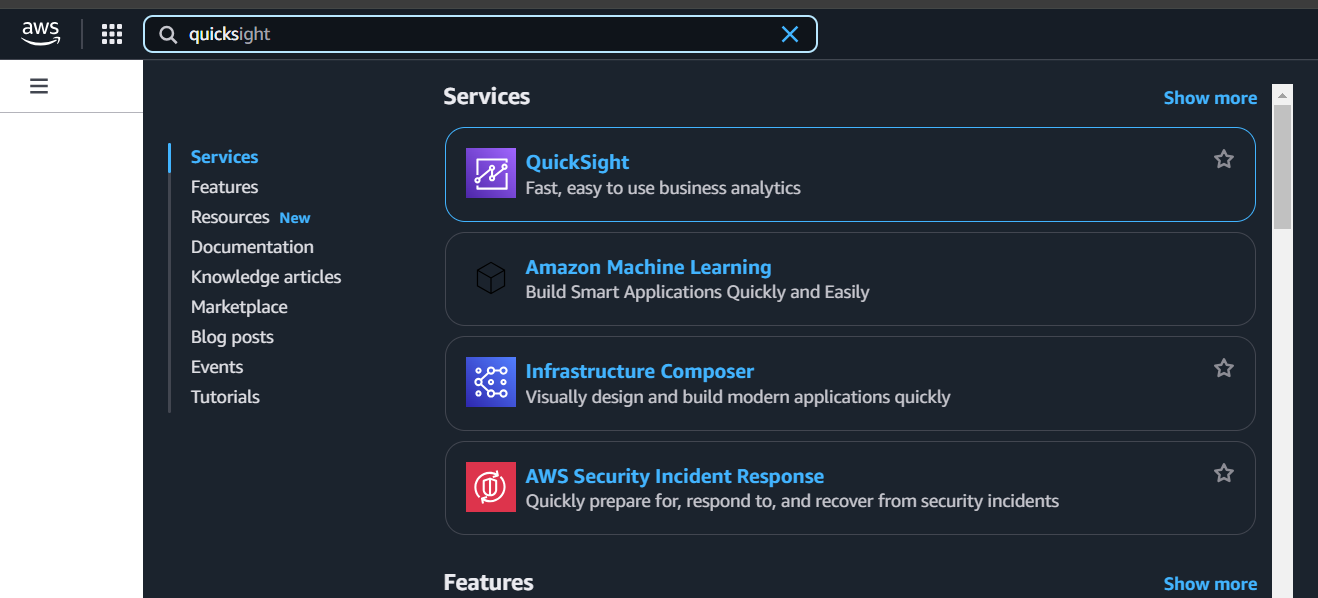 aws
quicksight
Services
Show more
Services
Features
Resources New
Documentation
Knowledge articles
Marketplace
Blog posts
Events
Tutorials
QuickSight
Fast, easy to use business analytics
Amazon Machine Learning
Build Smart Applications Quickly and Easily
Infrastructure Composer
Visually design and build modern applications quickly
AWS Security Incident Response
Quickly prepare for, respond to, and recover from security incidents
Features
Show more